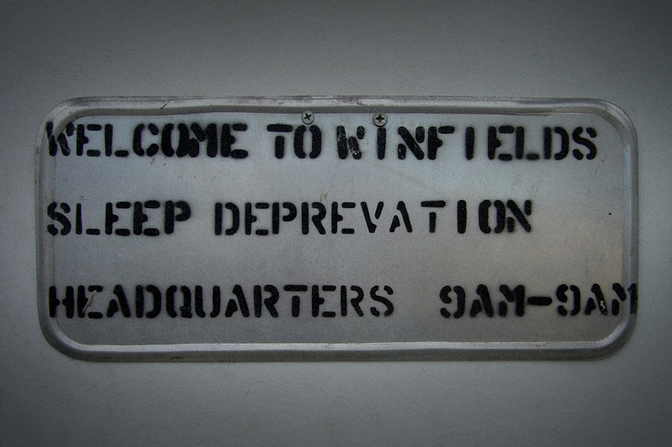 WELCOME TO WINFIELDS
SLEEP DEPREVATION
HEADQUARTERS 9AM-9AM